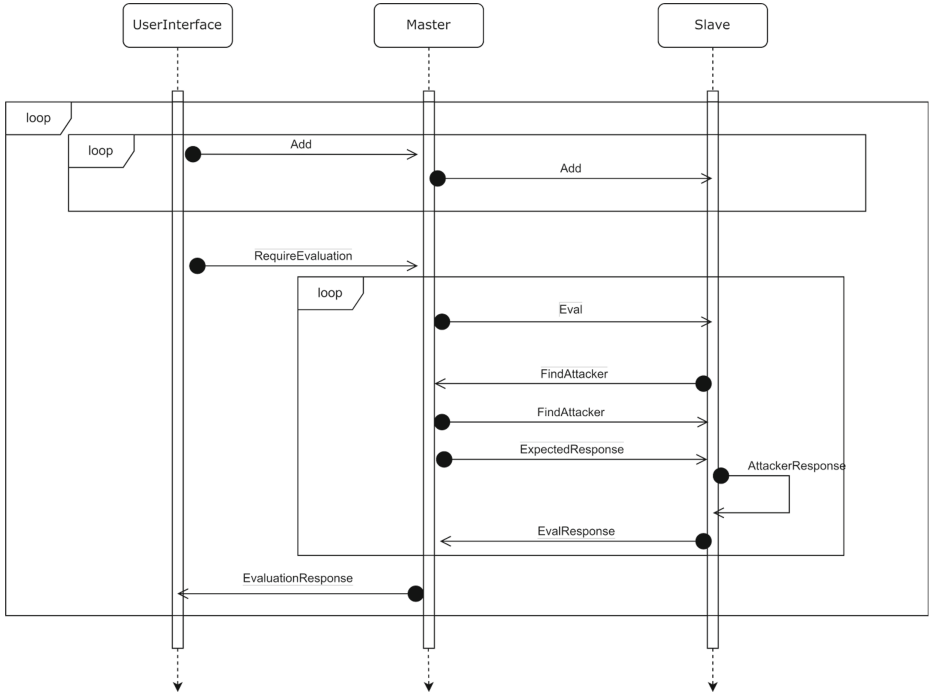 UserInterface
Master
Slave
loop
loop
Add
Add
RequireEvaluation
loop
Eval
FindAttacker
FindAttacker
ExpectedResponse
AttackerResponse
EvalResponse
EvaluationResponse